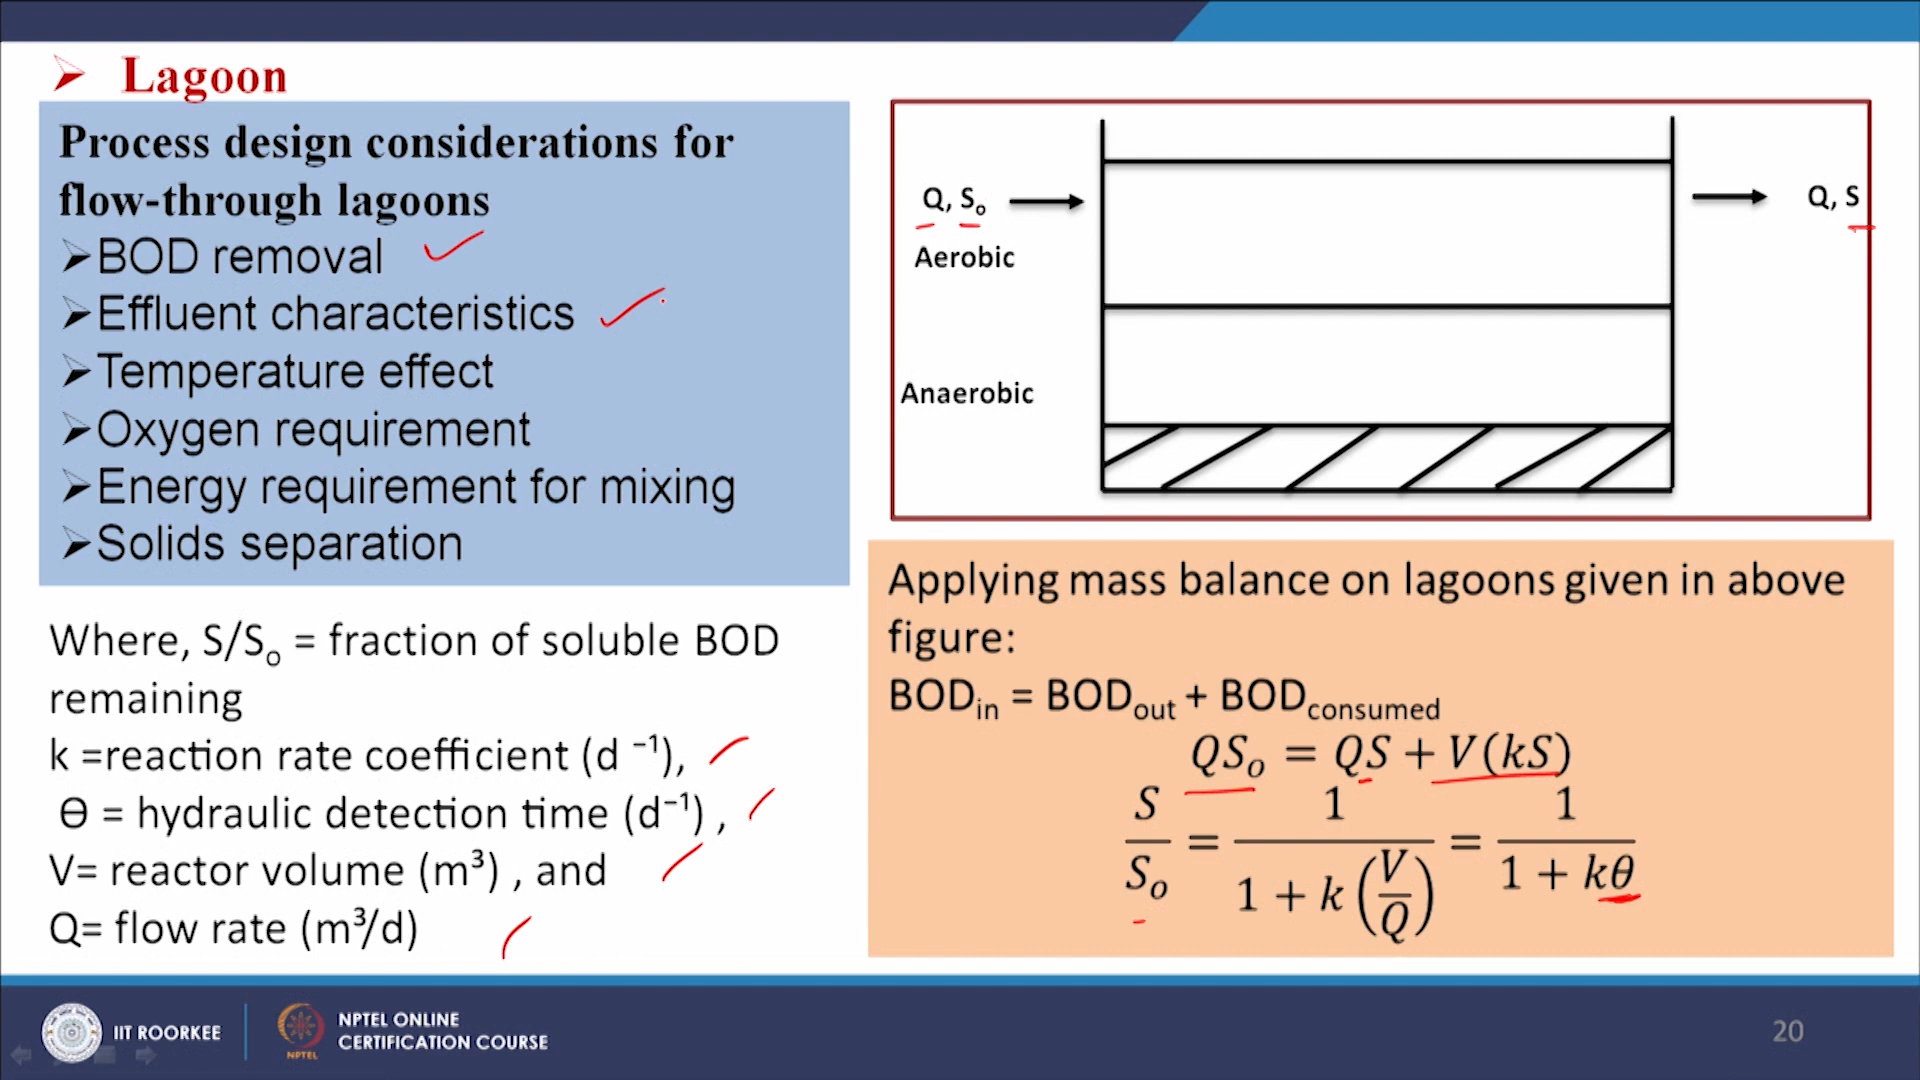 Lagoon
Process design considerations for
flow-through lagoons
BOD removal
Effluent characteristics
Temperature effect
Oxygen requirement
Energy requirement for mixing
Solids separation
Where, S/Sₒ = fraction of soluble BOD
remaining
k =reaction rate coefficient (d ⁻¹),
Ɵ = hydraulic detection time (d⁻¹) ,
V= reactor volume (m³) , and
Q= flow rate (m³/d)
Q, Sₒ
Q, S
Aerobic
Anaerobic
Applying mass balance on lagoons given in above
figure:
BODin = BODout + BODconsumed
QSₒ = QS + V(kS)
S/Sₒ = 1/(1 + k(V/Q)) = 1/(1 + kθ)
IIT ROORKEE
NPTEL
NPTEL ONLINE
CERTIFICATION COURSE
20